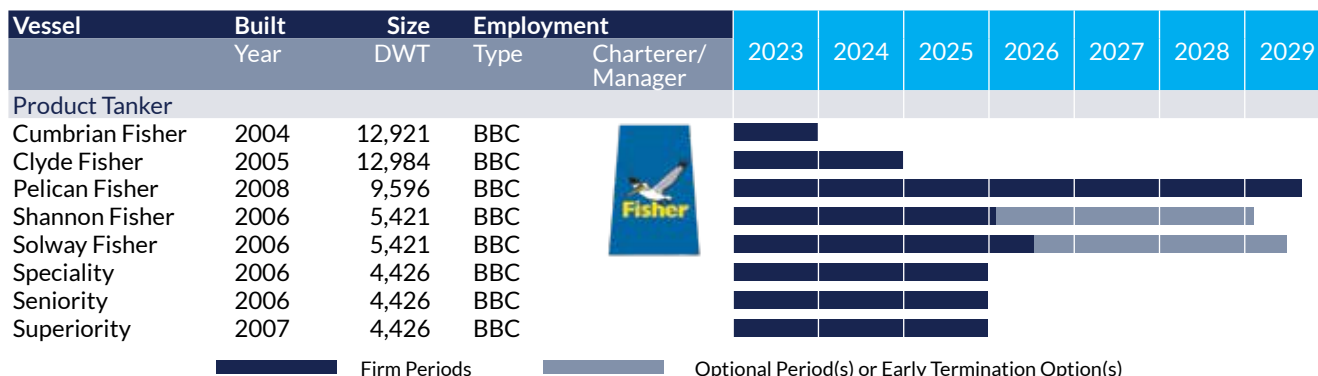 Vessel Built Size Employment
Year DWT Type Charterer/ Manager 2023 2024 2025 2026 2027 2028 2029
Product Tanker
Cumbrian Fisher 2004 12,921 BBC
Clyde Fisher 2005 12,984 BBC
Pelican Fisher 2008 9,596 BBC
Shannon Fisher 2006 5,421 BBC
Fisher
Solway Fisher 2006 5,421 BBC
Speciality 2006 4,426 BBC
Seniority 2006 4,426 BBC
Superiority 2007 4,426 BBC
Firm Periods Optional Period(s) or Early Termination Option(s)